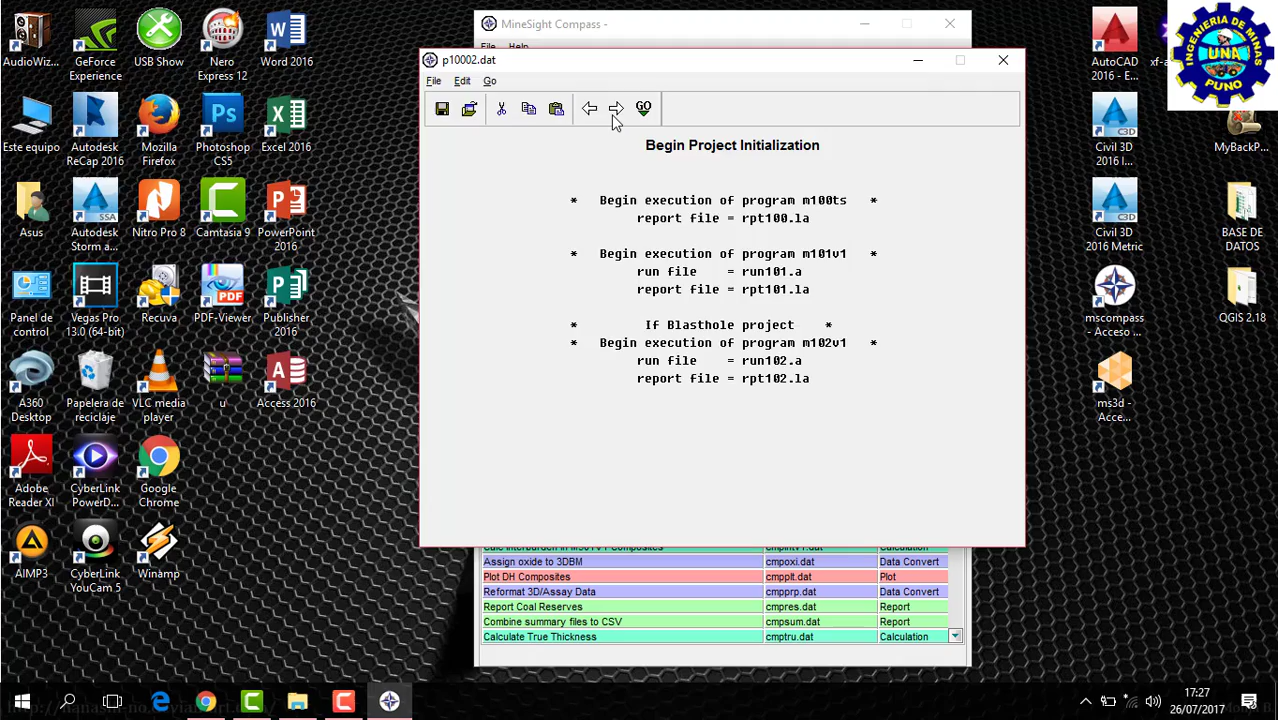 MineSight Compass -
File Help
p10002.dat
File Edit Go
GO
Begin Project Initialization
* Begin execution of program m100ts *
report file = rpt100.la
* Begin execution of program m101v1 *
run file = run101.a
report file = rpt101.la
* If Blasthole project *
* Begin execution of program m102v1 *
run file = run102.a
report file = rpt102.la
Assign oxide to 3DBM cmpoxi.dat Data Convert
Plot DH Composites cmpplt.dat Plot
Reformat 3D/Assay Data cmpprp.dat Data Convert
Report Coal Reserves cmpres.dat Report
Combine summary files to CSV cmpsum.dat Report
Calculate True Thickness cmptru.dat Calculation
AudioWiz...
GeForce Experience
USB Show
Nero Express 12
Word 2016
Este equipo
Autodesk ReCap 2016
Mozilla Firefox
Photoshop CS5
Excel 2016
Asus
Autodesk Storm a...
Nitro Pro 8
Camtasia 9
PowerPoint 2016
Panel de control
Vegas Pro 13.0 (64-bit)
Recuva
PDF-Viewer
Publisher 2016
A360 Desktop
Papelera de reciclaje
VLC media player
u
Access 2016
Adobe Reader XI
CyberLink PowerD...
Google Chrome
AIMP3
CyberLink YouCam 5
Winamp
AutoCAD 2016 - E...
xf-a
Civil 3D 2016 I...
MyBackP...
Civil 3D 2016 Metric
BASE DE DATOS
mscompass - Acceso ...
QGIS 2.18
ms3d - Acce...
INGENIERIA DE MINAS
UNA
PUNO
17:27
26/07/2017